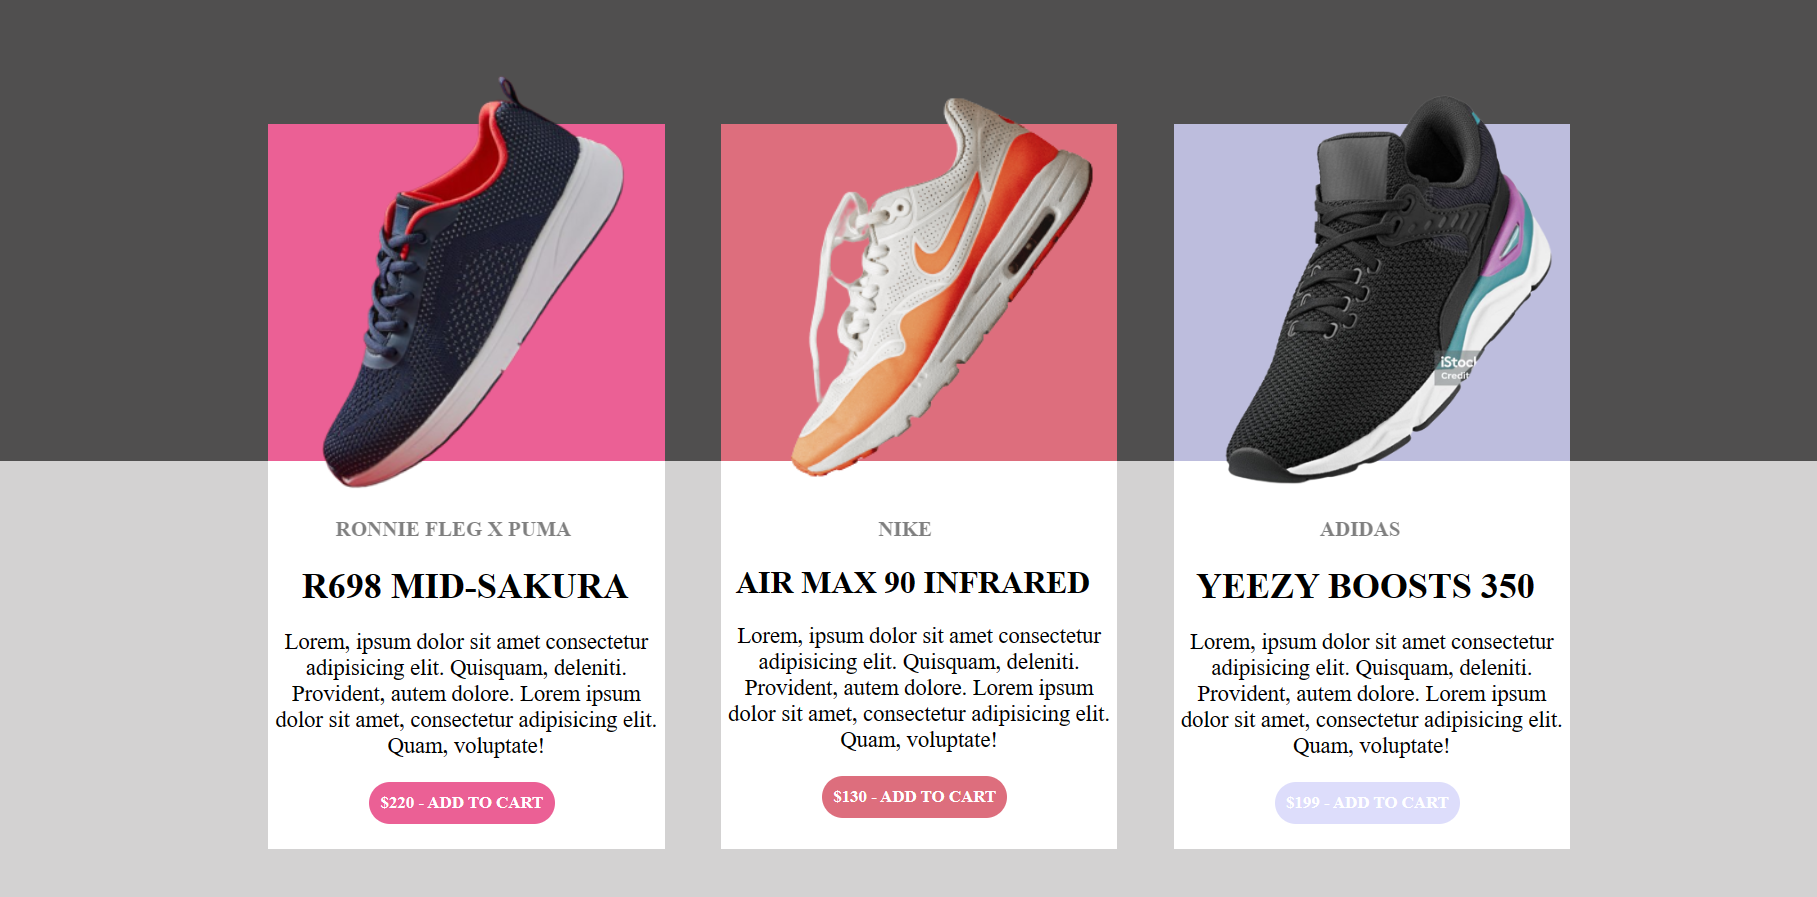 iStock
Credit
RONNIE FLEG X PUMA
R698 MID-SAKURA
Lorem, ipsum dolor sit amet consectetur
adipisicing elit. Quisquam, deleniti.
Provident, autem dolore. Lorem ipsum
dolor sit amet, consectetur adipisicing elit.
Quam, voluptate!
$220 - ADD TO CART
NIKE
AIR MAX 90 INFRARED
Lorem, ipsum dolor sit amet consectetur
adipisicing elit. Quisquam, deleniti.
Provident, autem dolore. Lorem ipsum
dolor sit amet, consectetur adipisicing elit.
Quam, voluptate!
$130 - ADD TO CART
ADIDAS
YEEZY BOOSTS 350
Lorem, ipsum dolor sit amet consectetur
adipisicing elit. Quisquam, deleniti.
Provident, autem dolore. Lorem ipsum
dolor sit amet, consectetur adipisicing elit.
Quam, voluptate!
$199 - ADD TO CART